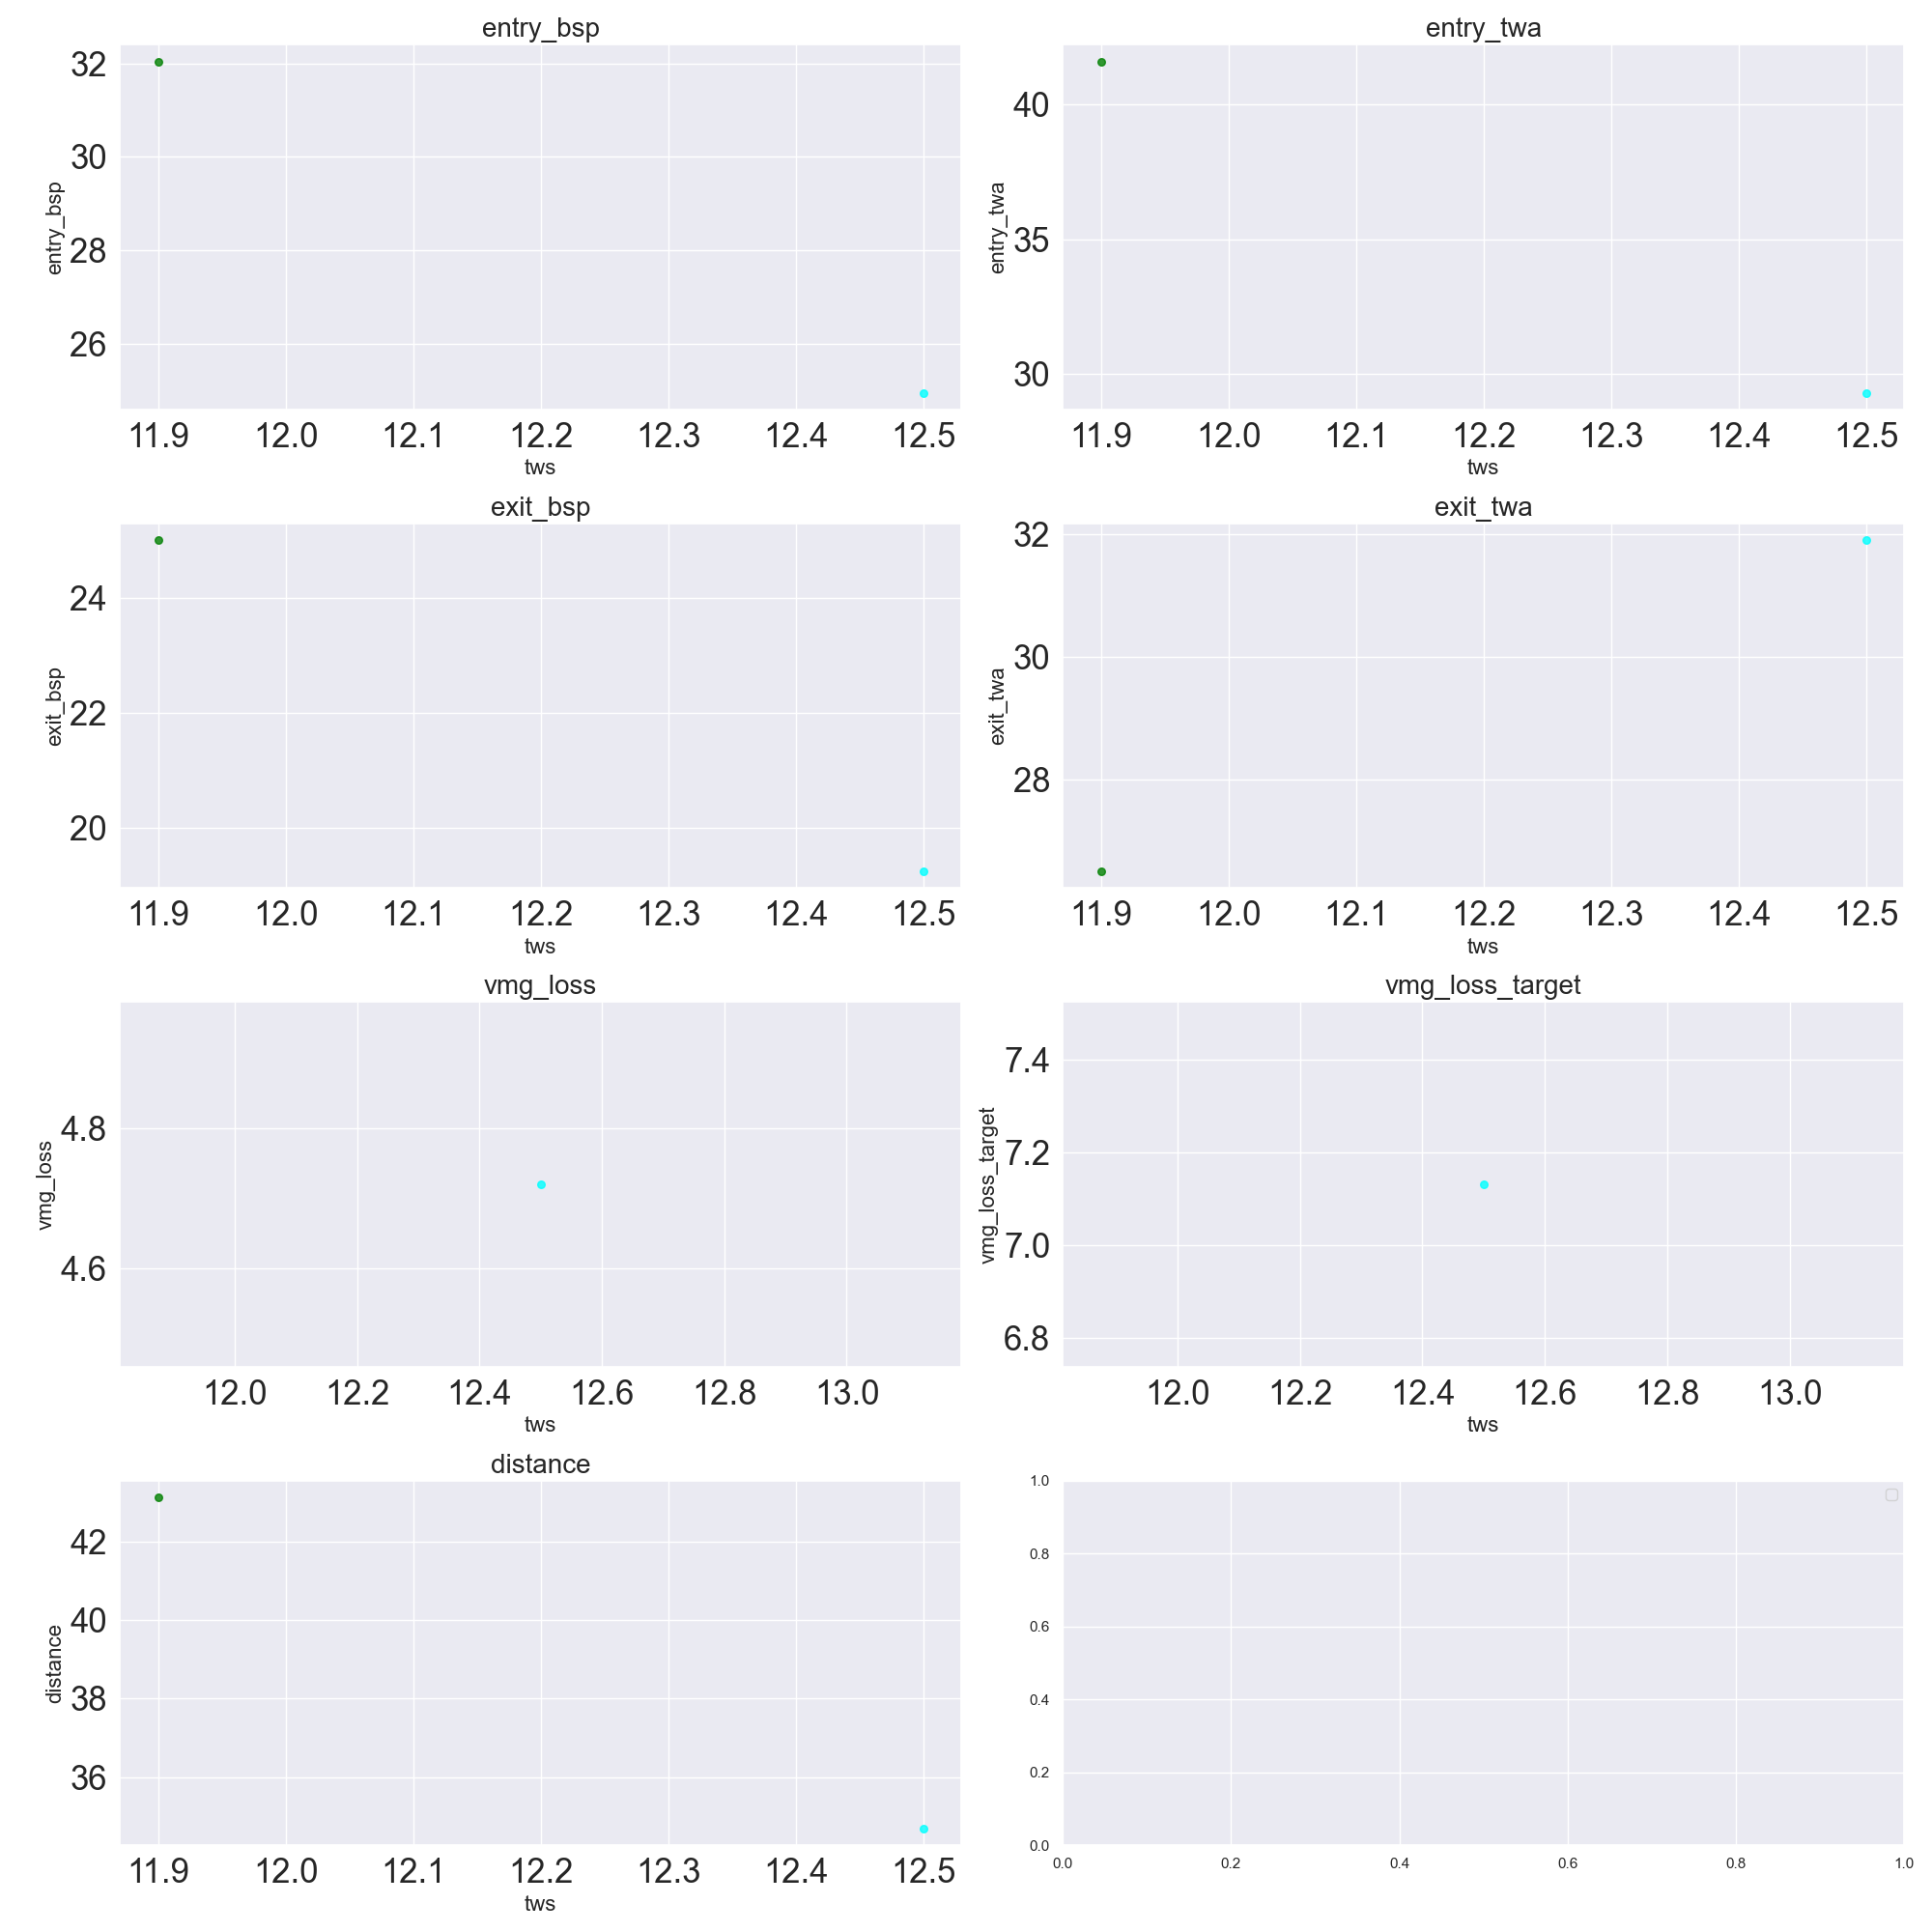 entry_bsp
32
30
28
26
entry_bsp
11.9 12.0 12.1 12.2 12.3 12.4 12.5
tws
entry_twa
40
35
30
entry_twa
11.9 12.0 12.1 12.2 12.3 12.4 12.5
tws
exit_bsp
24
22
20
exit_bsp
11.9 12.0 12.1 12.2 12.3 12.4 12.5
tws
exit_twa
32
30
28
exit_twa
11.9 12.0 12.1 12.2 12.3 12.4 12.5
tws
vmg_loss
4.8
4.6
vmg_loss
12.0 12.2 12.4 12.6 12.8 13.0
tws
vmg_loss_target
7.4
7.2
7.0
6.8
vmg_loss_target
12.0 12.2 12.4 12.6 12.8 13.0
tws
distance
42
40
38
36
distance
11.9 12.0 12.1 12.2 12.3 12.4 12.5
tws
1.0
0.8
0.6
0.4
0.2
0.0
0.0 0.2 0.4 0.6 0.8 1.0